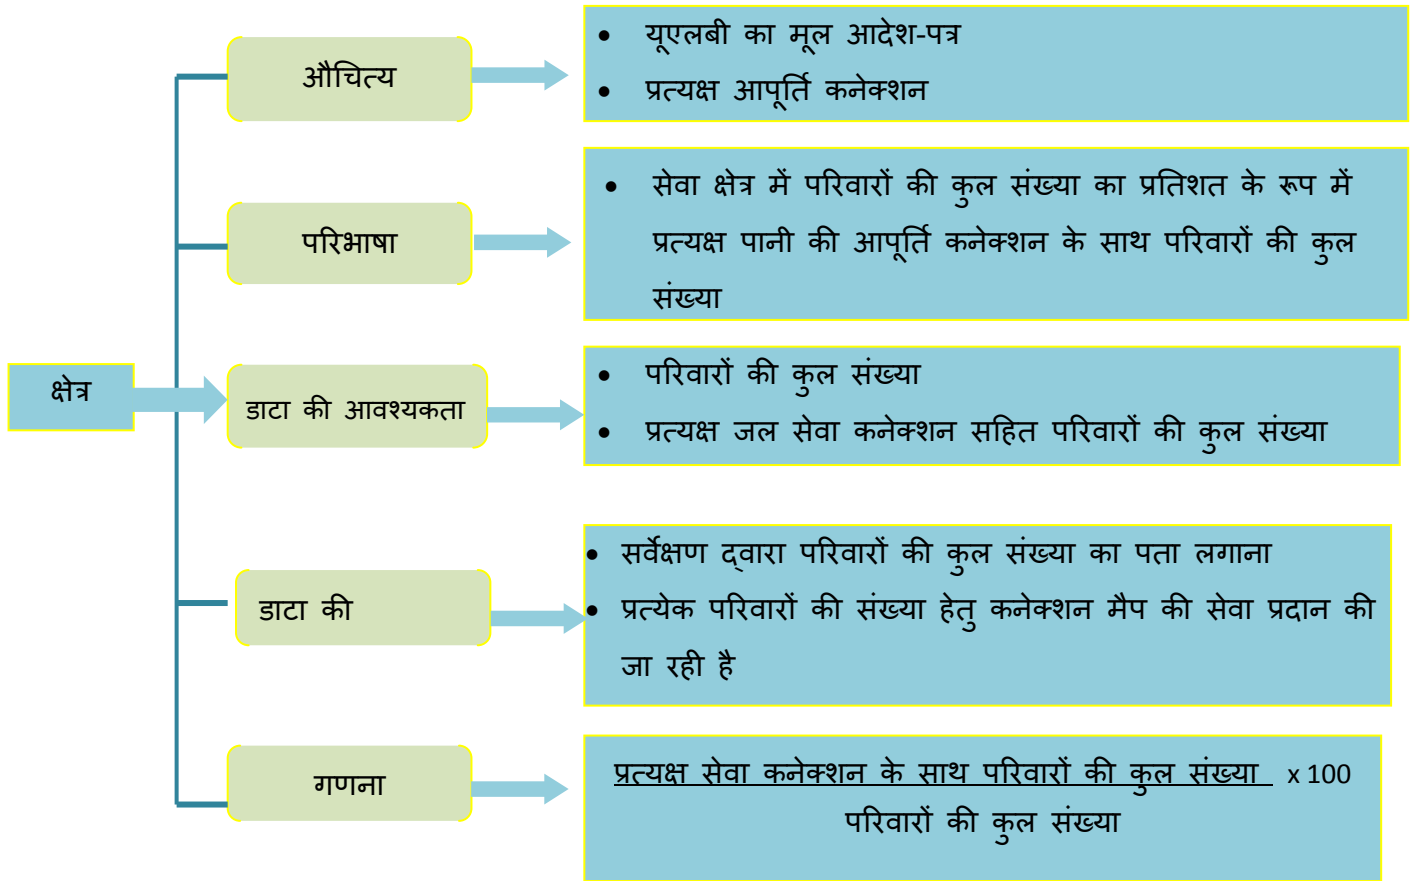 औचित्य
यूएलबी का मूल आदेश-पत्र
प्रत्यक्ष आपूर्ति कनेक्शन
परिभाषा
सेवा क्षेत्र में परिवारों की कुल संख्या का प्रतिशत के रूप में
प्रत्यक्ष पानी की आपूर्ति कनेक्शन के साथ परिवारों की कुल
संख्या
क्षेत्र
डाटा की आवश्यकता
परिवारों की कुल संख्या
प्रत्यक्ष जल सेवा कनेक्शन सहित परिवारों की कुल संख्या
डाटा की
सर्वेक्षण द्वारा परिवारों की कुल संख्या का पता लगाना
प्रत्येक परिवारों की संख्या हेतु कनेक्शन मैप की सेवा प्रदान की
जा रही है
गणना
प्रत्यक्ष सेवा कनेक्शन के साथ परिवारों की कुल संख्या x 100
परिवारों की कुल संख्या